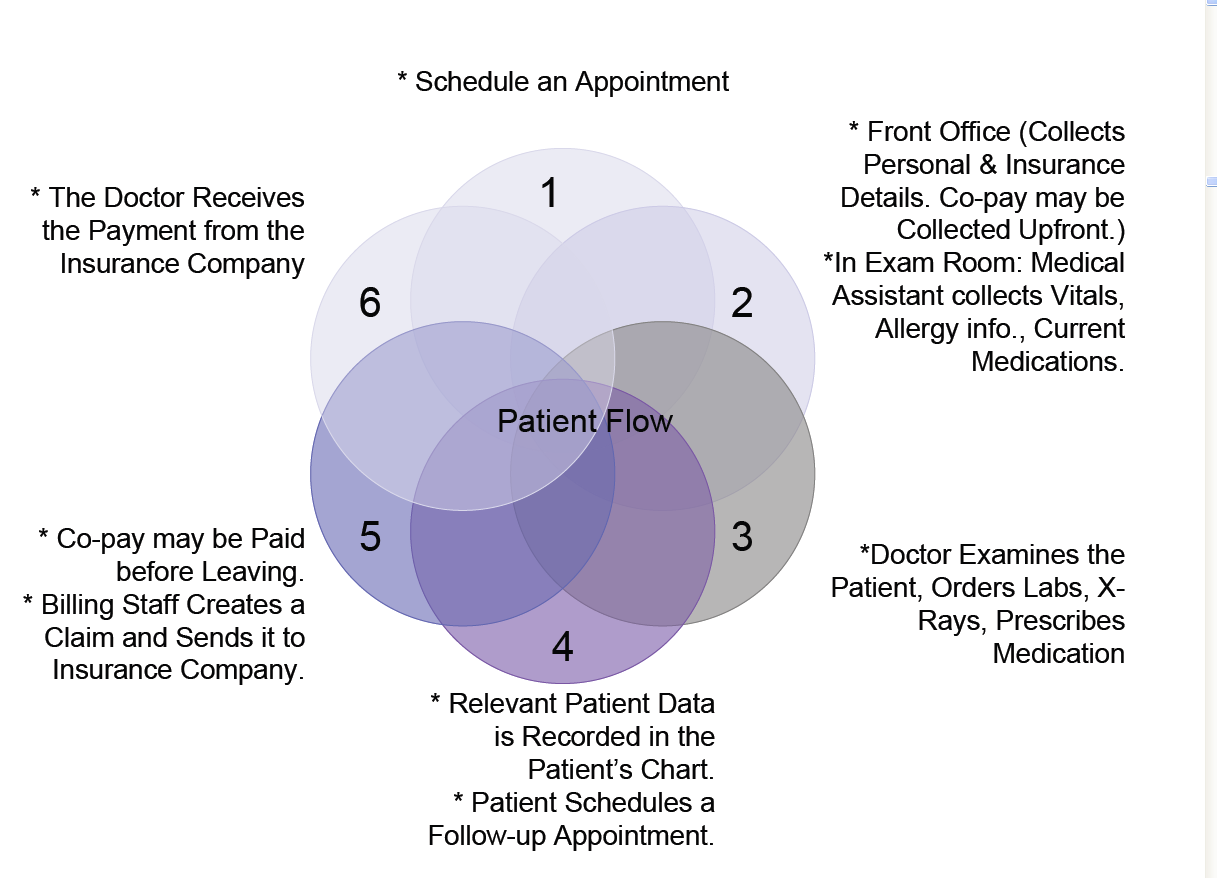 * Schedule an Appointment
1
* Front Office (Collects
Personal & Insurance
Details. Co-pay may be
Collected Upfront.)
*In Exam Room: Medical
Assistant collects Vitals,
Allergy info., Current
Medications.
2
*Doctor Examines the
Patient, Orders Labs, X-
Rays, Prescribes
Medication
3
4
* Relevant Patient Data
is Recorded in the
Patient’s Chart.
* Patient Schedules a
Follow-up Appointment.
* Co-pay may be Paid
before Leaving.
* Billing Staff Creates a
Claim and Sends it to
Insurance Company.
5
* The Doctor Receives
the Payment from the
Insurance Company
6
Patient Flow